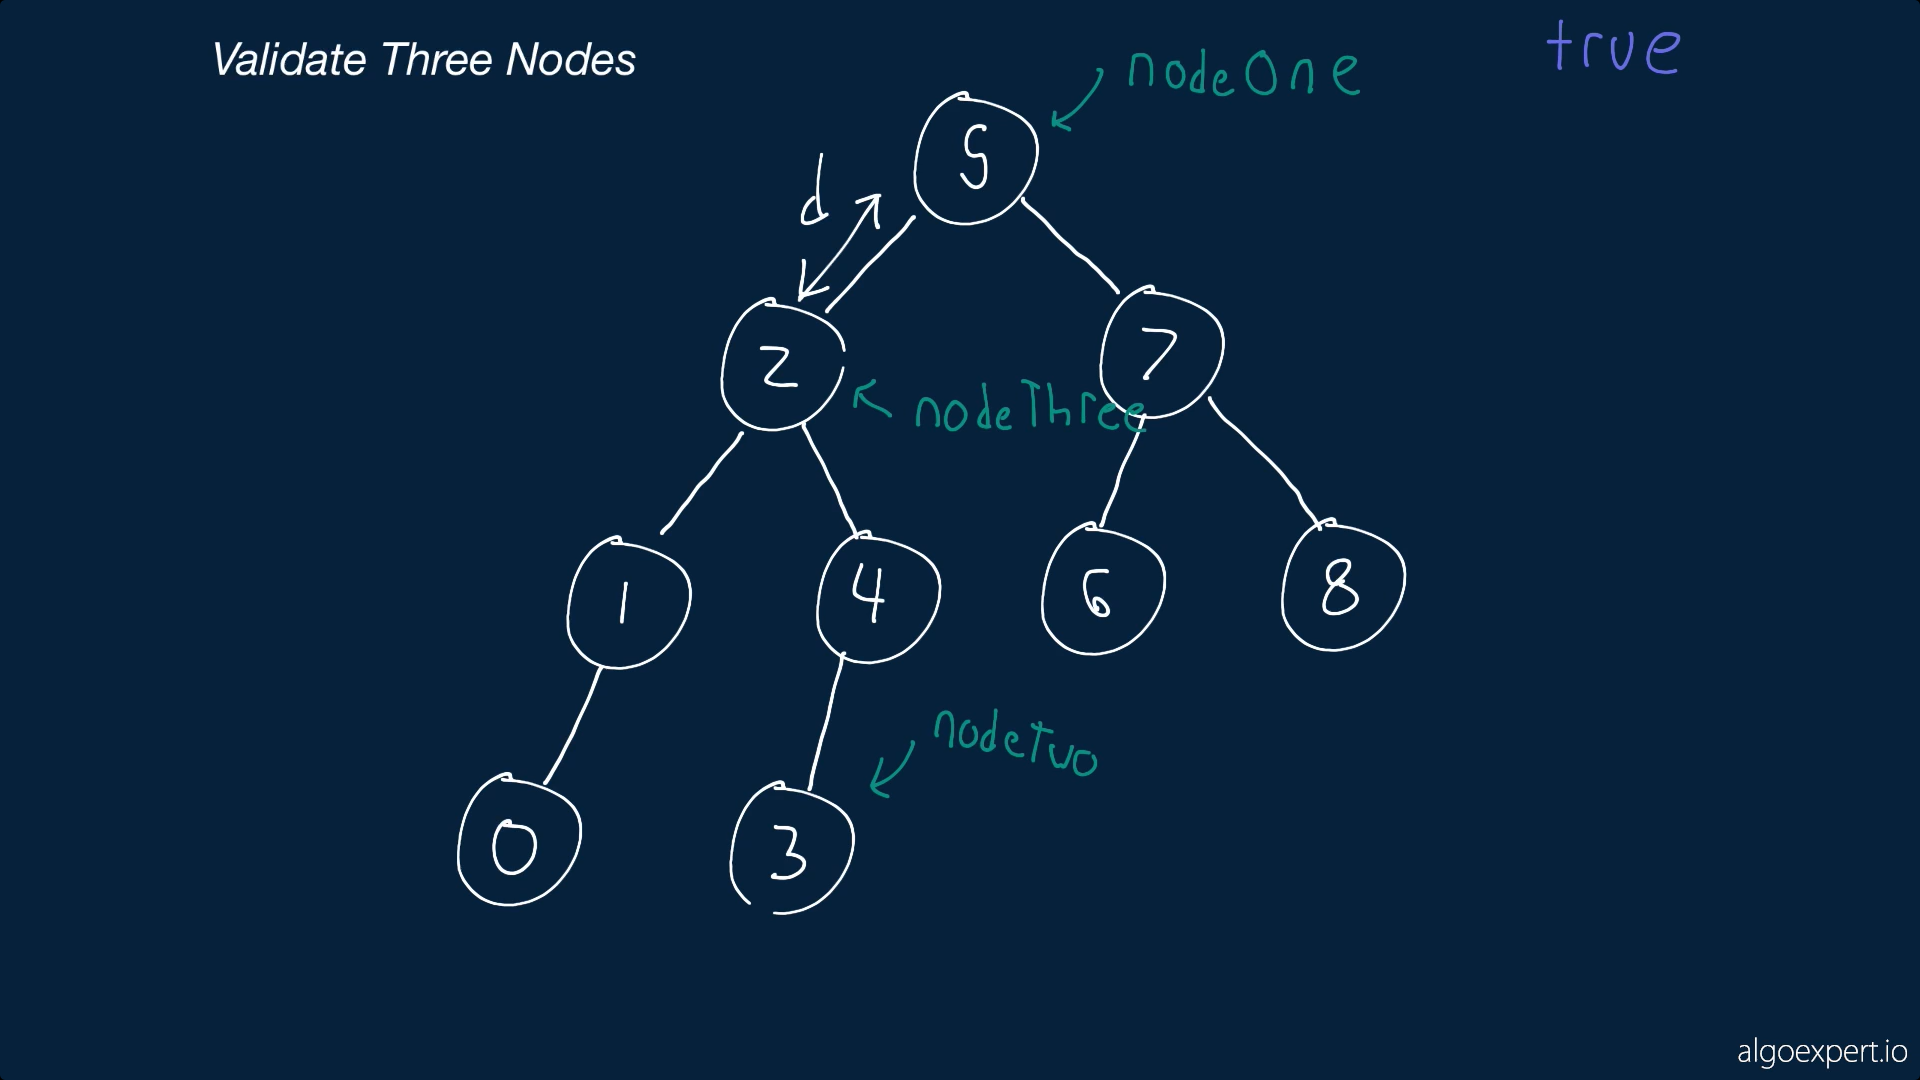 Validate Three Nodes
nodeOne
true
5
d
2
7
nodeThree
1
4
6
8
nodeTwo
0
3
algoexpert.io